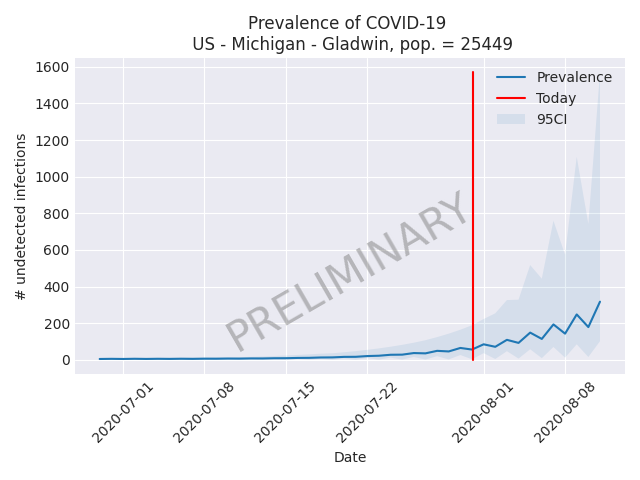 Prevalence of COVID-19
US - Michigan - Gladwin, pop. = 25449
1600
1400
1200
1000
800
600
400
200
0
# undetected infections
Prevalence
Today
95CI
PRELIMINARY
2020-07-01
2020-07-08
2020-07-15
2020-07-22
2020-08-01
2020-08-08
Date